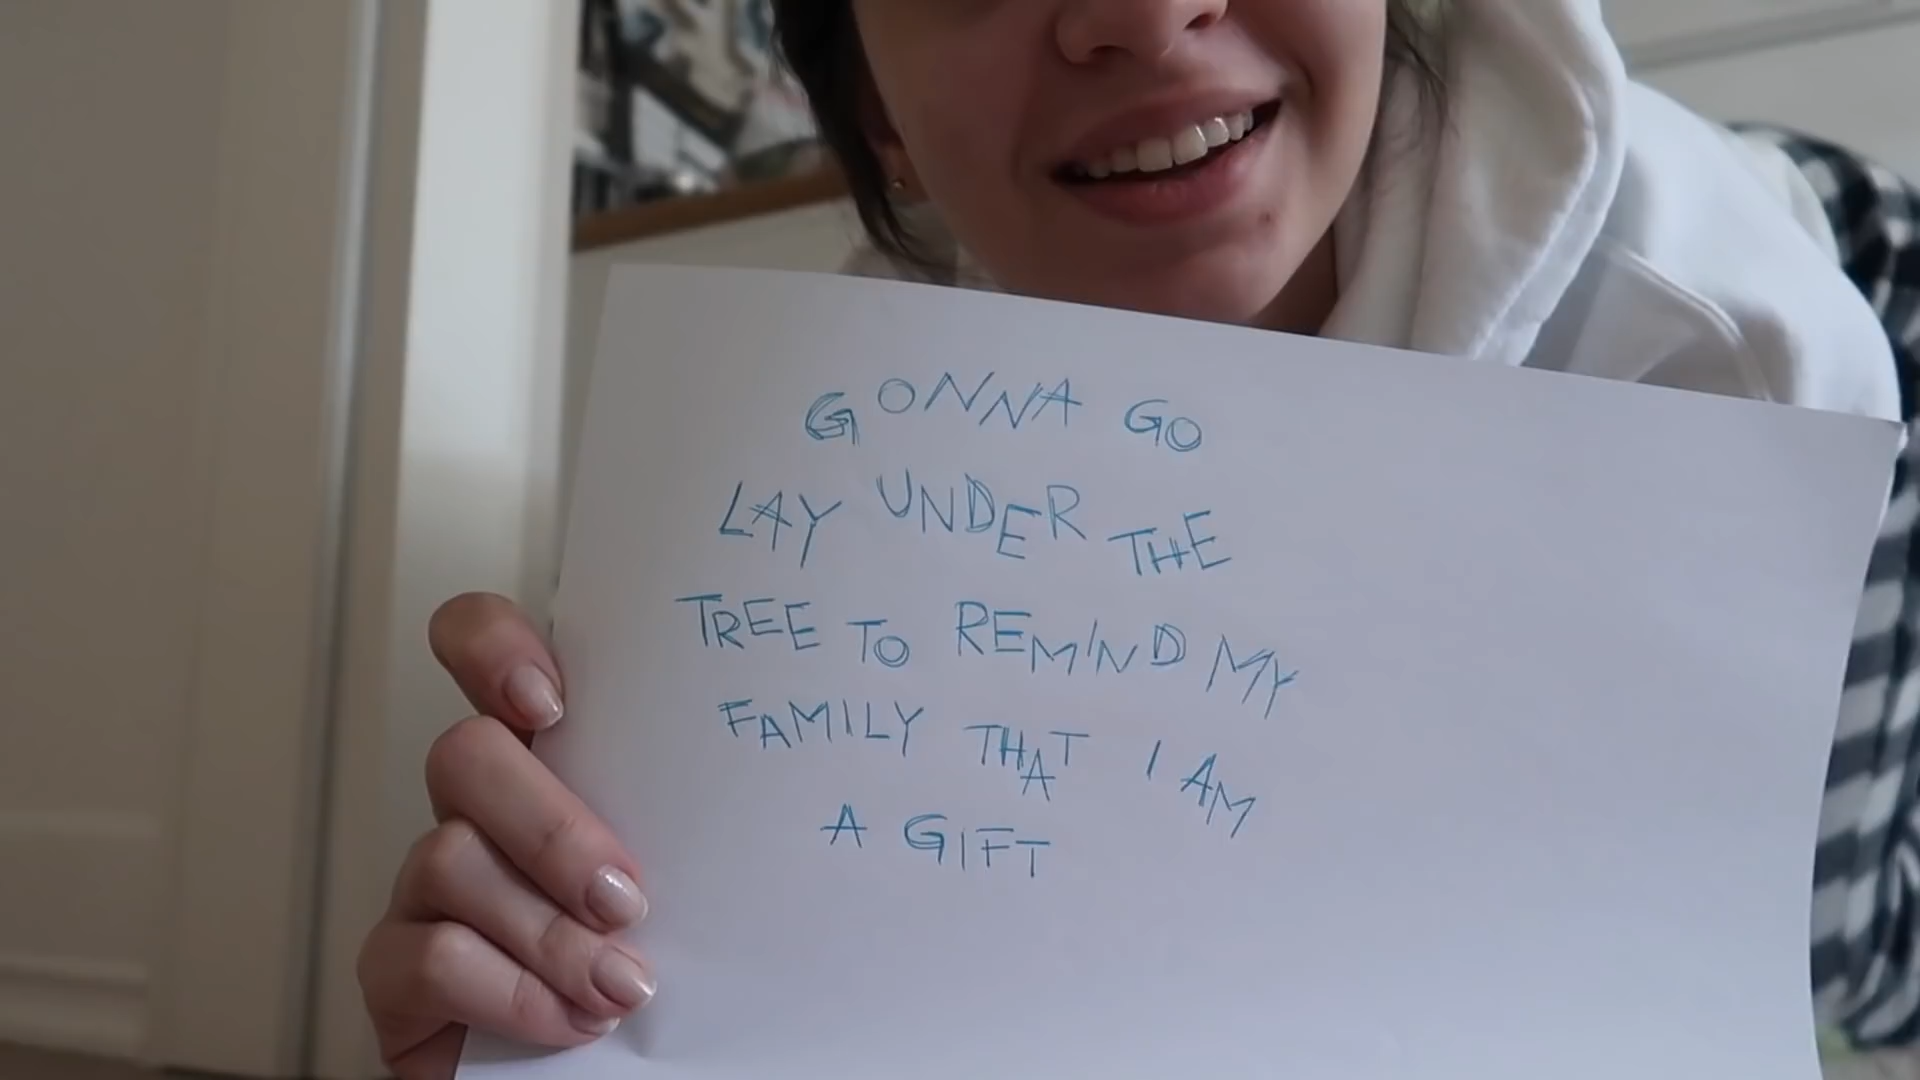 GONNA GO
LAY UNDER THE
TREE TO REMIND MY
FAMILY THAT I AM
A GIFT